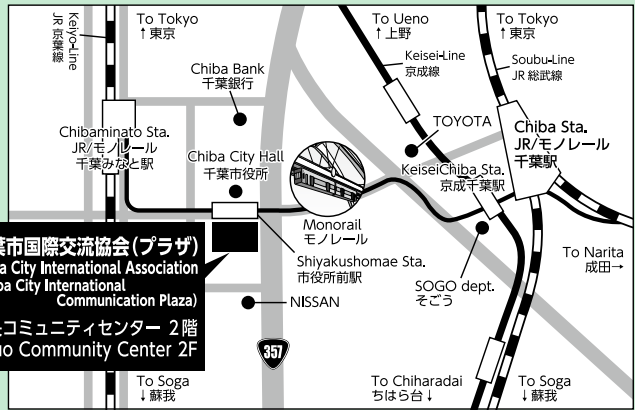 Keiyo-Line
JR 京葉線
To Tokyo
↑東京
To Ueno
↑上野
To Tokyo
↑東京
Keisei-Line
京成線
Soubu-Line
JR 総武線
Chiba Bank
千葉銀行
TOYOTA
Chibaminato Sta.
JR/モノレール
千葉みなと駅
Chiba City Hall
千葉市役所
Chiba Sta.
JR/モノレール
千葉駅
KeiseiChiba Sta.
京成千葉駅
Monorail
モノレール
Shiyakushomae Sta.
市役所前駅
SOGO dept.
そごう
To Narita
成田→
葉市国際交流協会(プラザ)
a City International Association
ba City International
Communication Plaza)
コミュニティセンター 2階
uo Community Center 2F
NISSAN
357
To Soga
↓蘇我
To Chiharadai
ちはら台↓
To Soga
↓蘇我